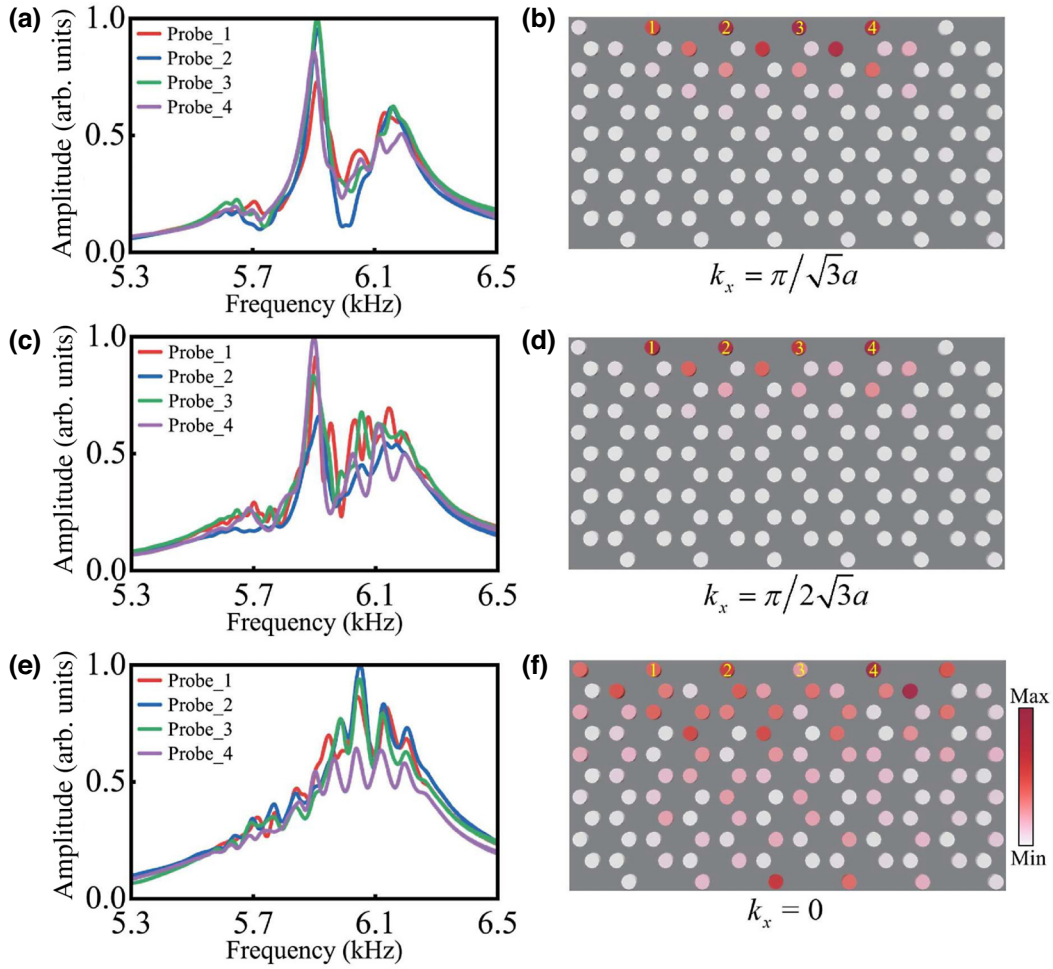 (a)
Amplitude (arb. units)
1.0
0.5
0.0
Probe_1
Probe_2
Probe_3
Probe_4
5.3 5.7 6.1 6.5
Frequency (kHz)
(b)
1 2 3 4
k_x = π/√3a
(c)
Amplitude (arb. units)
1.0
0.5
0.0
Probe_1
Probe_2
Probe_3
Probe_4
5.3 5.7 6.1 6.5
Frequency (kHz)
(d)
1 2 3 4
k_x = π/2√3a
(e)
Amplitude (arb. units)
1.0
0.5
0.0
Probe_1
Probe_2
Probe_3
Probe_4
5.3 5.7 6.1 6.5
Frequency (kHz)
(f)
1 2 3 4
k_x = 0
Max
Min